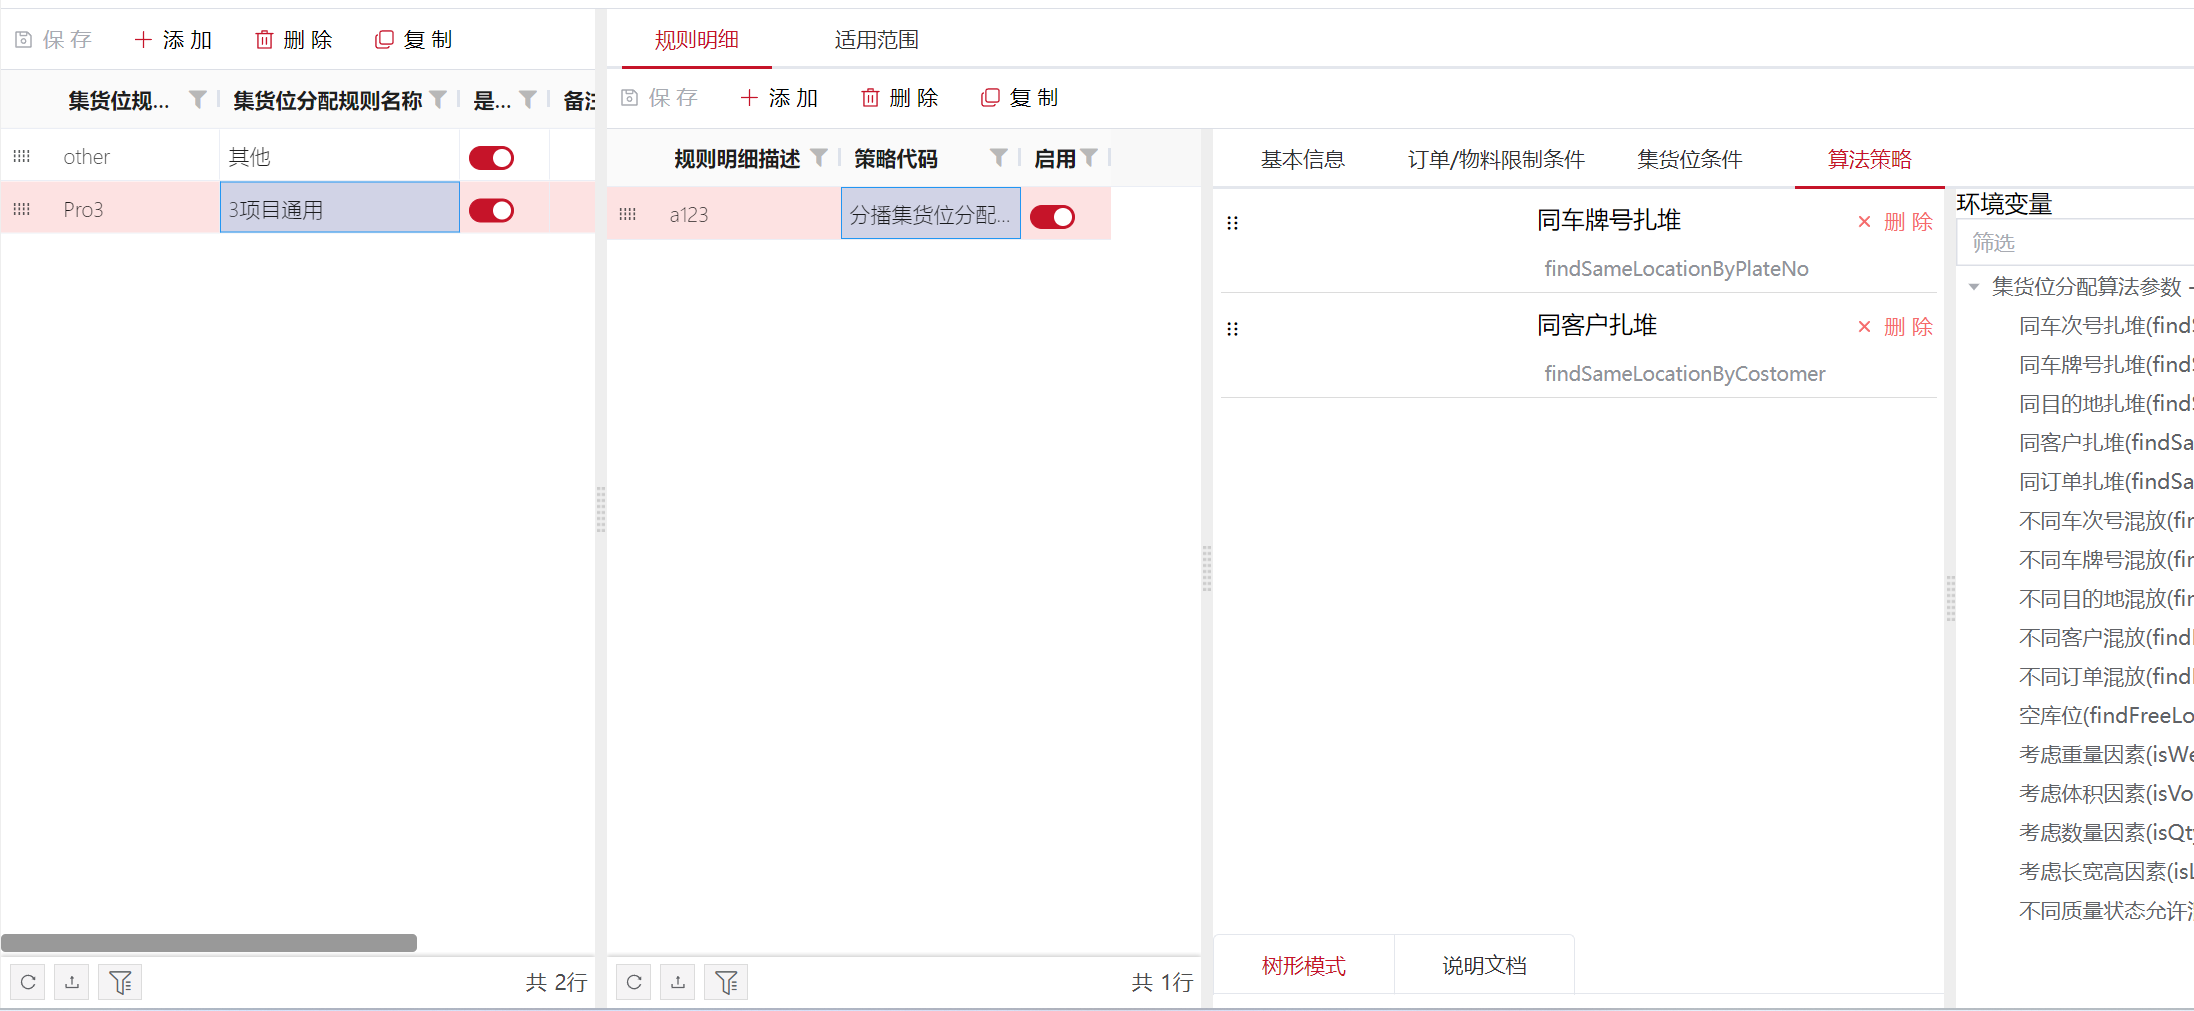 保存 添加 删除 复制
集货位规... 集货位分配规则名称 是... 备注
other 其他
Pro3 3项目通用
共 2行
规则明细 适用范围
保存 添加 删除 复制
规则明细描述 策略代码 启用
a123 分播集货位分配...
共 1行
基本信息 订单/物料限制条件 集货位条件 算法策略
同车牌号扎堆 删除
findSameLocationByPlateNo
同客户扎堆 删除
findSameLocationByCostomer
树形模式 说明文档
环境变量
筛选
集货位分配算法参数 -
同车次号扎堆(findS
同车牌号扎堆(findS
同目的地扎堆(findS
同客户扎堆(findSa
同订单扎堆(findSa
不同车次号混放(fin
不同车牌号混放(fin
不同目的地混放(fin
不同客户混放(find
不同订单混放(find
空库位(findFreeLo
考虑重量因素(isWe
考虑体积因素(isVo
考虑数量因素(isQty
考虑长宽高因素(isL
不同质量状态允许混